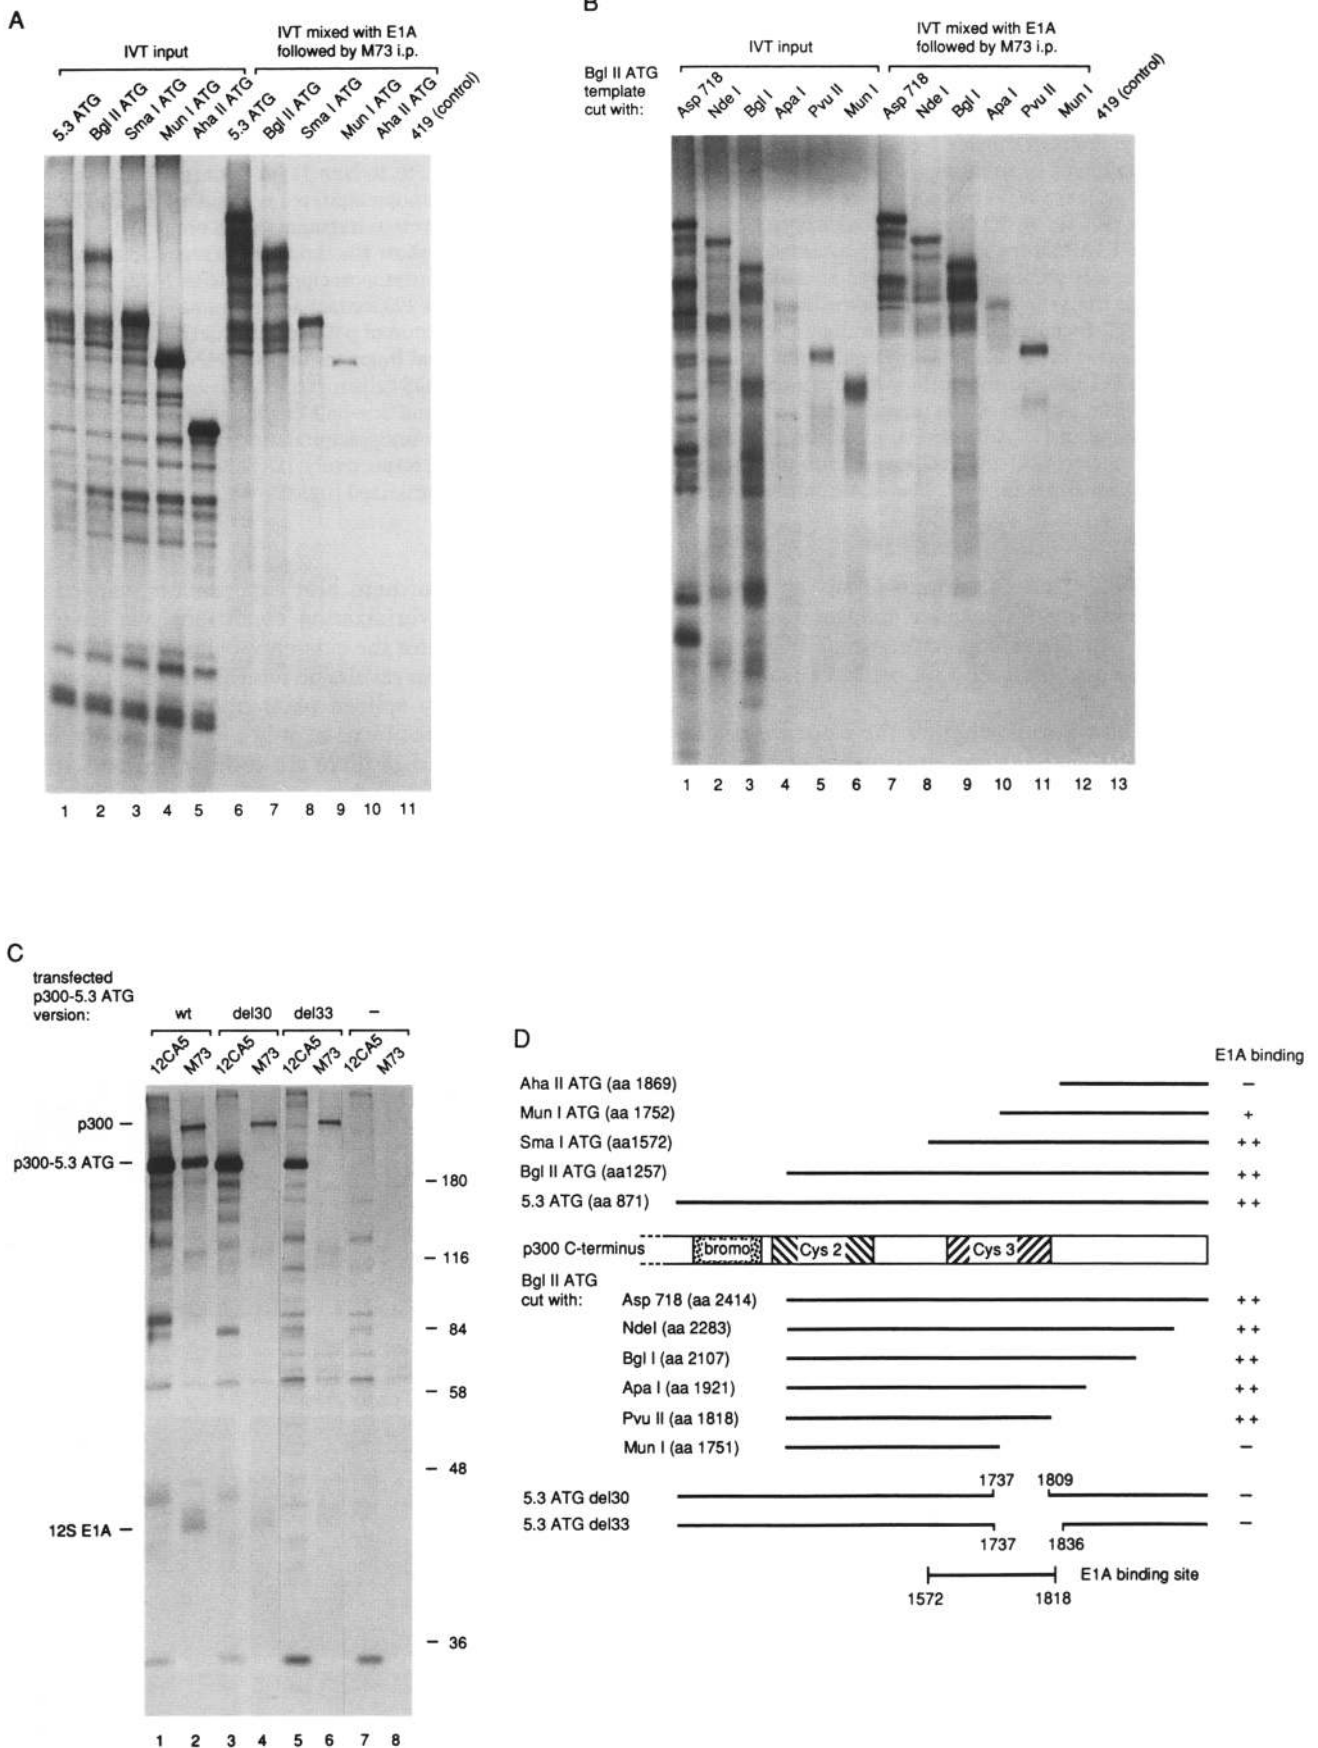 A
IVT input
IVT mixed with E1A
followed by M73 i.p.
5.3 ATG
Bgl II ATG
Sma I ATG
Mun I ATG
Aha II ATG
5.3 ATG
Bgl II ATG
Sma I ATG
Mun I ATG
Aha II ATG
419 (control)
1 2 3 4 5 6 7 8 9 10 11
B
IVT input
IVT mixed with E1A
followed by M73 i.p.
Bgl II ATG
template
cut with:
Asp 718
Nde I
Bgl I
Apa I
Pvu II
Mun I
Asp 718
Nde I
Bgl I
Apa I
Pvu II
Mun I
419 (control)
1 2 3 4 5 6 7 8 9 10 11 12 13
C
transfected
p300-5.3 ATG
version:
wt del30 del33 –
12CA5
M73
12CA5
M73
12CA5
M73
12CA5
M73
p300 –
p300-5.3 ATG –
– 180
– 116
– 84
– 58
– 48
12S E1A –
– 36
1 2 3 4 5 6 7 8
D
E1A binding
Aha II ATG (aa 1869) –
Mun I ATG (aa 1752) +
Sma I ATG (aa1572) ++
Bgl II ATG (aa1257) ++
5.3 ATG (aa 871) ++
p300 C-terminus bromo Cys 2 Cys 3
Bgl II ATG
cut with:
Asp 718 (aa 2414) ++
NdeI (aa 2283) ++
Bgl I (aa 2107) ++
Apa I (aa 1921) ++
Pvu II (aa 1818) ++
Mun I (aa 1751) –
1737 1809
5.3 ATG del30 –
5.3 ATG del33 –
1737 1836
E1A binding site
1572 1818